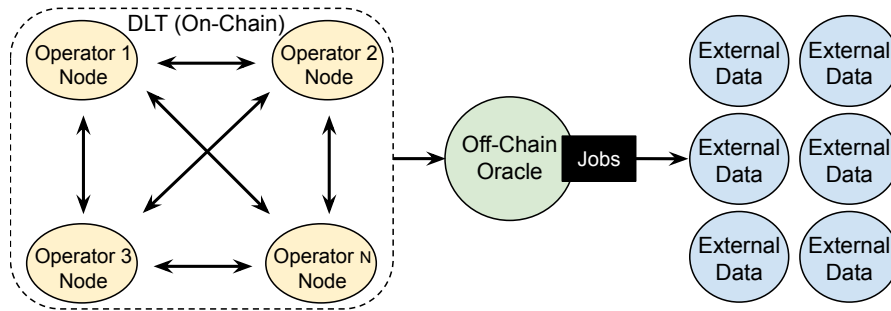 DLT (On-Chain)
Operator 1
Node
Operator 2
Node
Operator 3
Node
Operator N
Node
Off-Chain
Oracle
Jobs
External
Data
External
Data
External
Data
External
Data
External
Data
External
Data